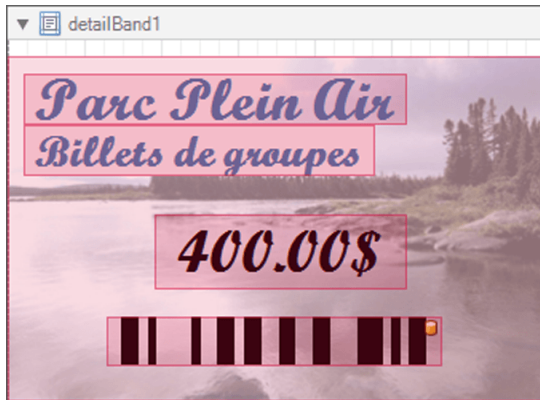 detailBand1
Parc Plein Air
Billets de groupes
400.00$